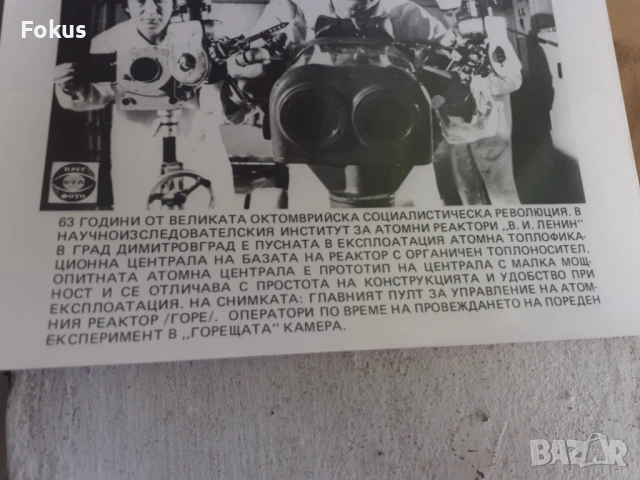 Fokus
ПРЕС
БТА
ФОТО
63 ГОДИНИ ОТ ВЕЛИКАТА ОКТОМВРИЙСКА СОЦИАЛИСТИЧЕСКА РЕВОЛЮЦИЯ. В
НАУЧНОИЗСЛЕДОВАТЕЛСКИЯ ИНСТИТУТ ЗА АТОМНИ РЕАКТОРИ „В. И. ЛЕНИН"
В ГРАД ДИМИТРОВГРАД Е ПУСНАТА В ЕКСПЛОАТАЦИЯ АТОМНА ТОПЛОФИКА-
ЦИОННА ЦЕНТРАЛА НА БАЗАТА НА РЕАКТОР С ОРГАНИЧЕН ТОПЛОНОСИТЕЛ.
ОПИТНАТА АТОМНА ЦЕНТРАЛА Е ПРОТОТИП НА ЦЕНТРАЛА С МАЛКА МОЩ-
НОСТ И СЕ ОТЛИЧАВА С ПРОСТОТА НА КОНСТРУКЦИЯТА И УДОБСТВО ПРИ
ЕКСПЛОАТАЦИЯ. НА СНИМКАТА: ГЛАВНИЯТ ПУЛТ ЗА УПРАВЛЕНИЕ НА АТОМ-
НИЯ РЕАКТОР /ГОРЕ/. ОПЕРАТОРИ ПО ВРЕМЕ НА ПРОВЕЖДАНЕТО НА ПОРЕДЕН
ЕКСПЕРИМЕНТ В „ГОРЕЩАТА" КАМЕРА.
BAZAR